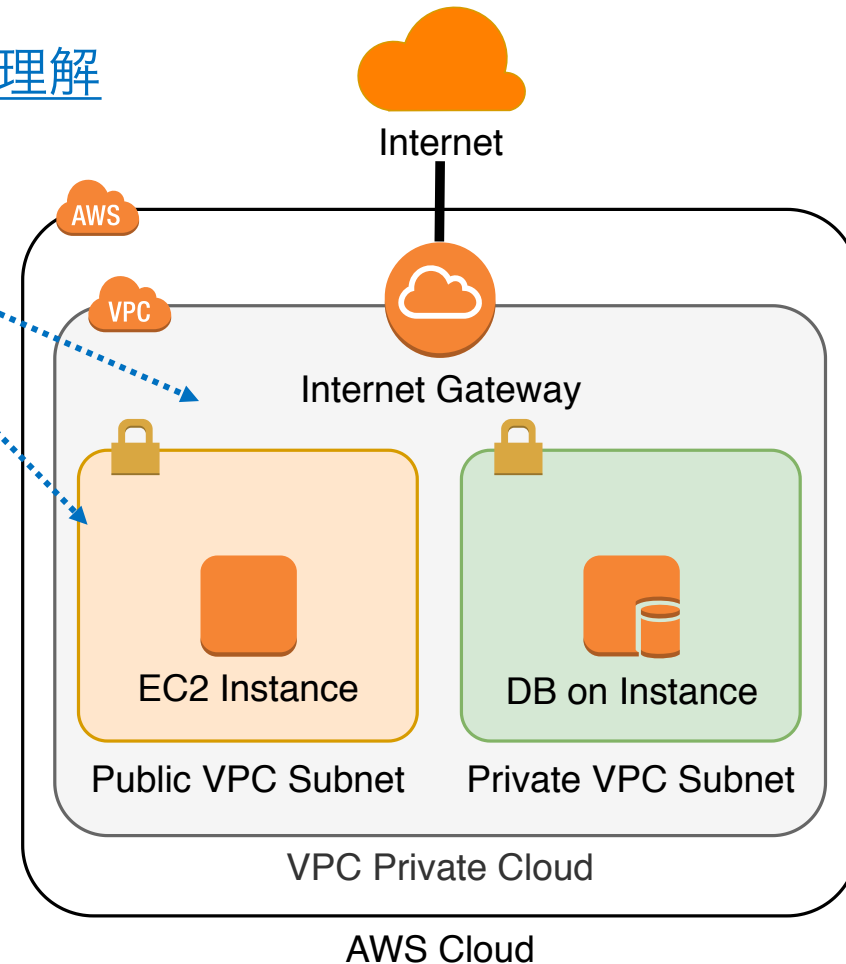 理解
Internet
AWS
VPC
Internet Gateway
EC2 Instance
DB on Instance
Public VPC Subnet
Private VPC Subnet
VPC Private Cloud
AWS Cloud